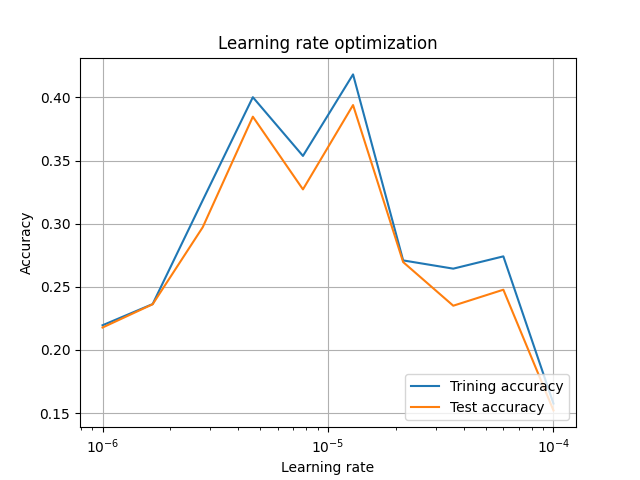 Learning rate optimization
Accuracy
0.40
0.35
0.30
0.25
0.20
0.15
Trining accuracy
Test accuracy
10⁻⁶
10⁻⁵
10⁻⁴
Learning rate